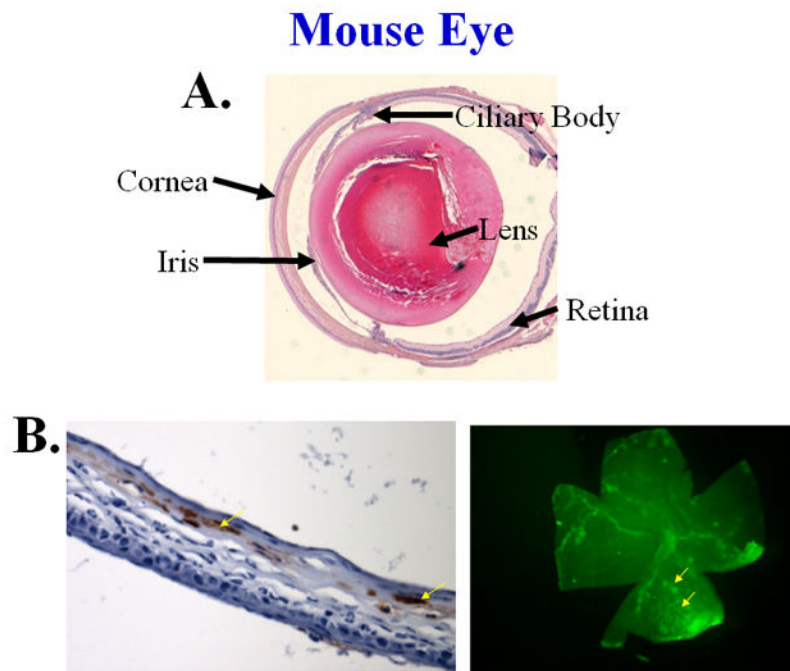 Mouse Eye
A.
Ciliary Body
Cornea
Lens
Iris
Retina
B.